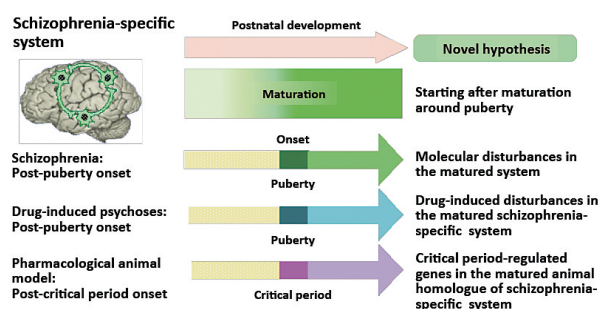 Schizophrenia-specific
system
Postnatal development
Novel hypothesis
Maturation
Starting after maturation
around puberty
Onset
Schizophrenia:
Post-puberty onset
Molecular disturbances in
the matured system
Puberty
Drug-induced psychoses:
Post-puberty onset
Drug-induced disturbances in
the matured schizophrenia-
specific system
Puberty
Pharmacological animal
model:
Post-critical period onset
Critical period-regulated
genes in the matured animal
homologue of schizophrenia-
specific system
Critical period